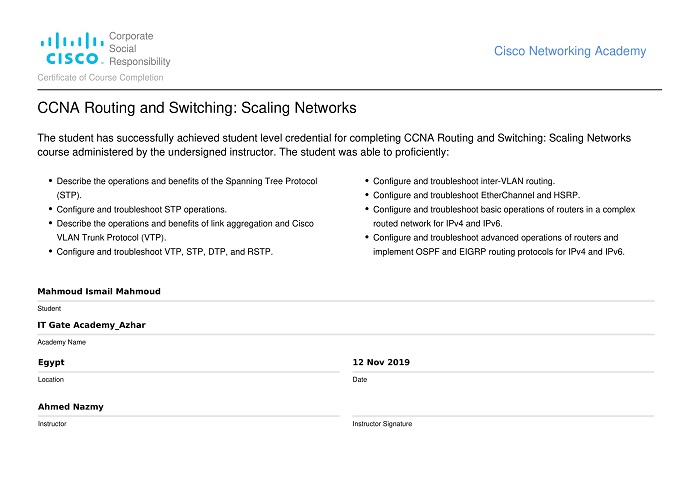 Corporate
Social
Responsibility
CISCO
Cisco Networking Academy
Certificate of Course Completion
CCNA Routing and Switching: Scaling Networks
The student has successfully achieved student level credential for completing CCNA Routing and Switching: Scaling Networks
course administered by the undersigned instructor. The student was able to proficiently:
• Describe the operations and benefits of the Spanning Tree Protocol
(STP).
• Configure and troubleshoot STP operations.
• Describe the operations and benefits of link aggregation and Cisco
VLAN Trunk Protocol (VTP).
• Configure and troubleshoot VTP, STP, DTP, and RSTP.
• Configure and troubleshoot inter-VLAN routing.
• Configure and troubleshoot EtherChannel and HSRP.
• Configure and troubleshoot basic operations of routers in a complex
routed network for IPv4 and IPv6.
• Configure and troubleshoot advanced operations of routers and
implement OSPF and EIGRP routing protocols for IPv4 and IPv6.
Mahmoud Ismail Mahmoud
Student
IT Gate Academy_Azhar
Academy Name
Egypt
Location
12 Nov 2019
Date
Ahmed Nazmy
Instructor
Instructor Signature